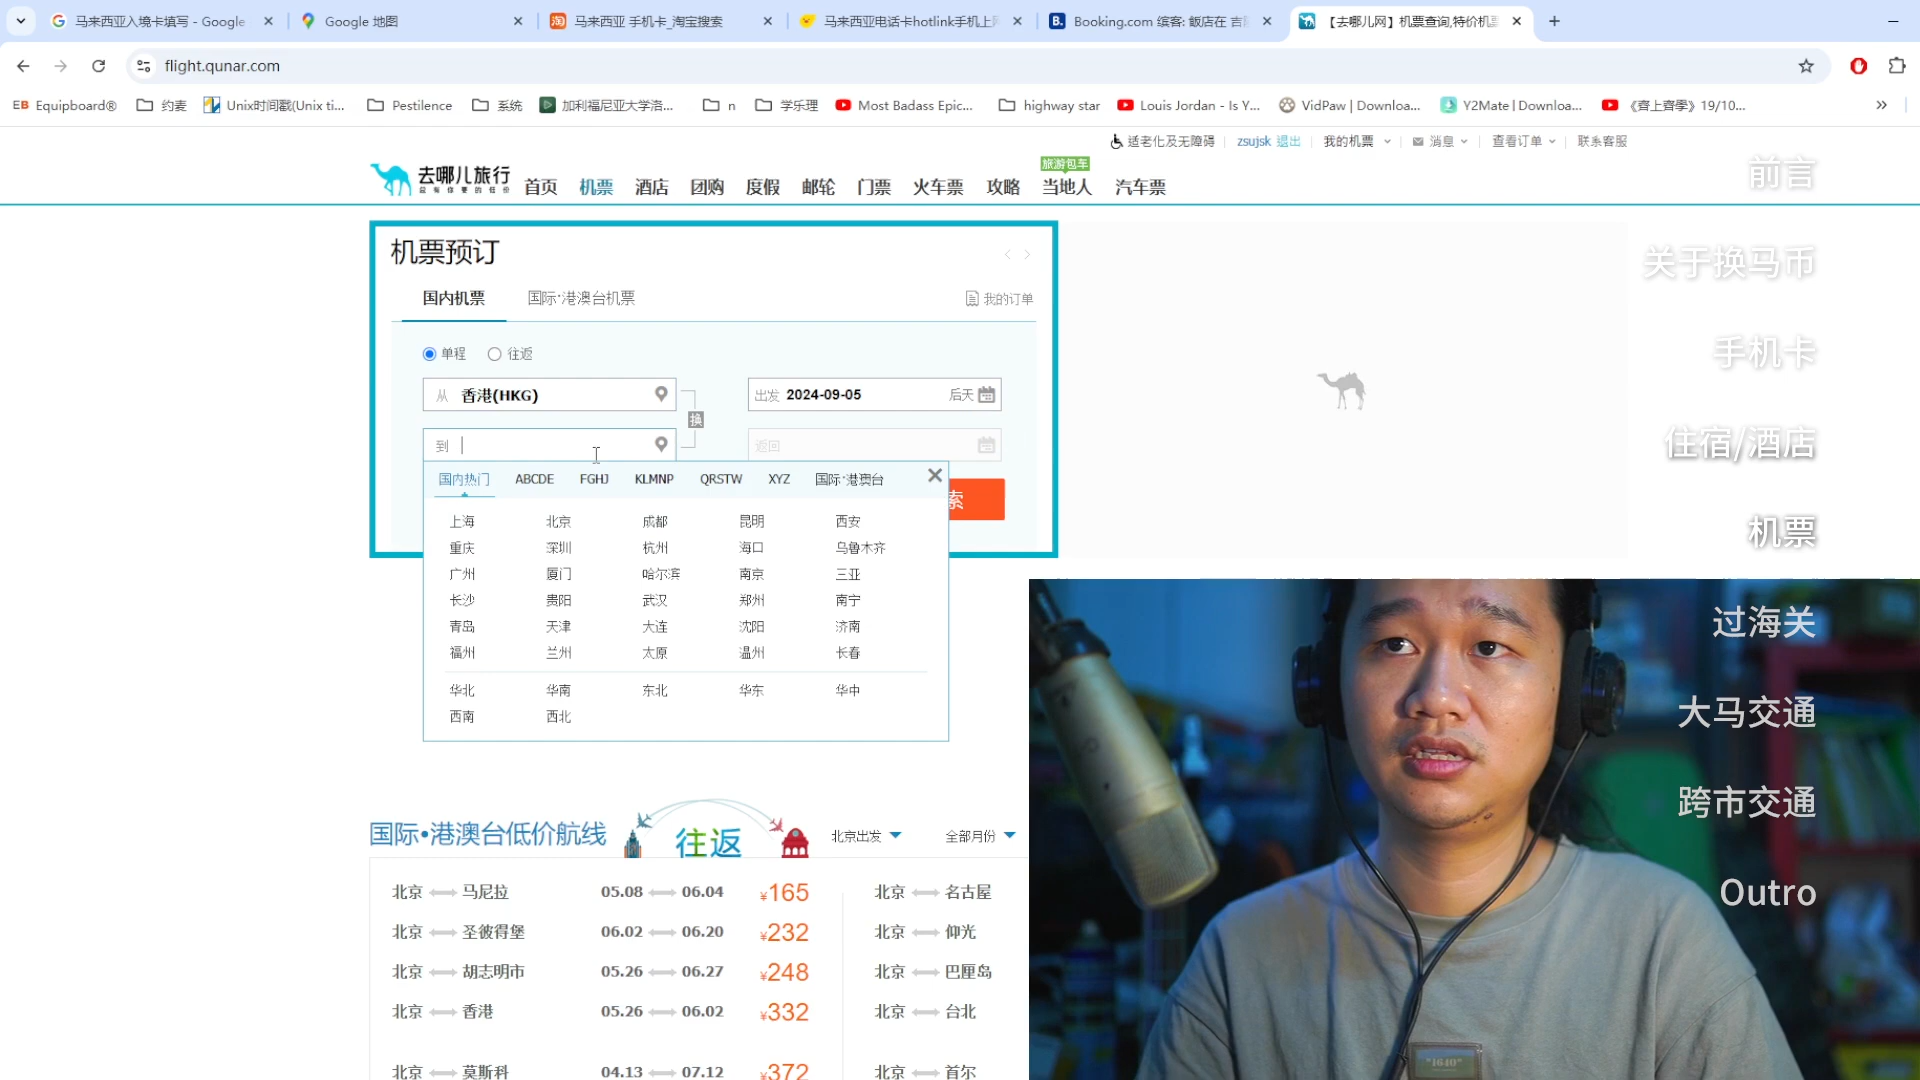 马来西亚入境卡填写 - Google
Google 地图
马来西亚 手机卡_淘宝搜索
马来西亚电话卡hotlink手机上
Booking.com 缤客: 飯店在 吉
【去哪儿网】机票查询,特价机票
flight.qunar.com
EB Equipboard®
约麦
Unix时间戳(Unix ti...
Pestilence
系统
加利福尼亚大学洛...
n
学乐理
Most Badass Epic...
highway star
Louis Jordan - Is Y...
VidPaw | Downloa...
Y2Mate | Downloa...
《齊上齊學》19/10...
适老化及无障碍
zsujsk 退出
我的机票
消息
查看订单
联系客服
去哪儿旅行
总有你要的低价
首页 机票 酒店 团购 度假 邮轮 门票 火车票 攻略 当地人 汽车票
旅游包车
前言
关于换马币
手机卡
住宿/酒店
机票
过海关
大马交通
跨市交通
Outro
机票预订
国内机票
国际·港澳台机票
我的订单
单程 往返
从 香港(HKG)
出发 2024-09-05 后天
换
到
返回
索
国内热门 ABCDE FGHJ KLMNP QRSTW XYZ 国际·港澳台
上海 北京 成都 昆明 西安
重庆 深圳 杭州 海口 乌鲁木齐
广州 厦门 哈尔滨 南京 三亚
长沙 贵阳 武汉 郑州 南宁
青岛 天津 大连 沈阳 济南
福州 兰州 太原 温州 长春
华北 华南 东北 华东 华中
西南 西北
国际•港澳台低价航线
往返
北京出发
全部月份
北京 马尼拉 05.08 06.04 ¥165 北京 名古屋
北京 圣彼得堡 06.02 06.20 ¥232 北京 仰光
北京 胡志明市 05.26 06.27 ¥248 北京 巴厘岛
北京 香港 05.26 06.02 ¥332 北京 台北
北京 莫斯科 04.13 07.12 ¥372 北京 首尔
"1640"